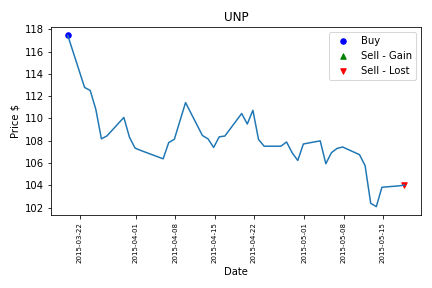 UNP
118
116
114
112
110
108
106
104
102
Price $
Buy
Sell - Gain
Sell - Lost
2015-03-22
2015-04-01
2015-04-08
2015-04-15
2015-04-22
2015-05-01
2015-05-08
2015-05-15
Date